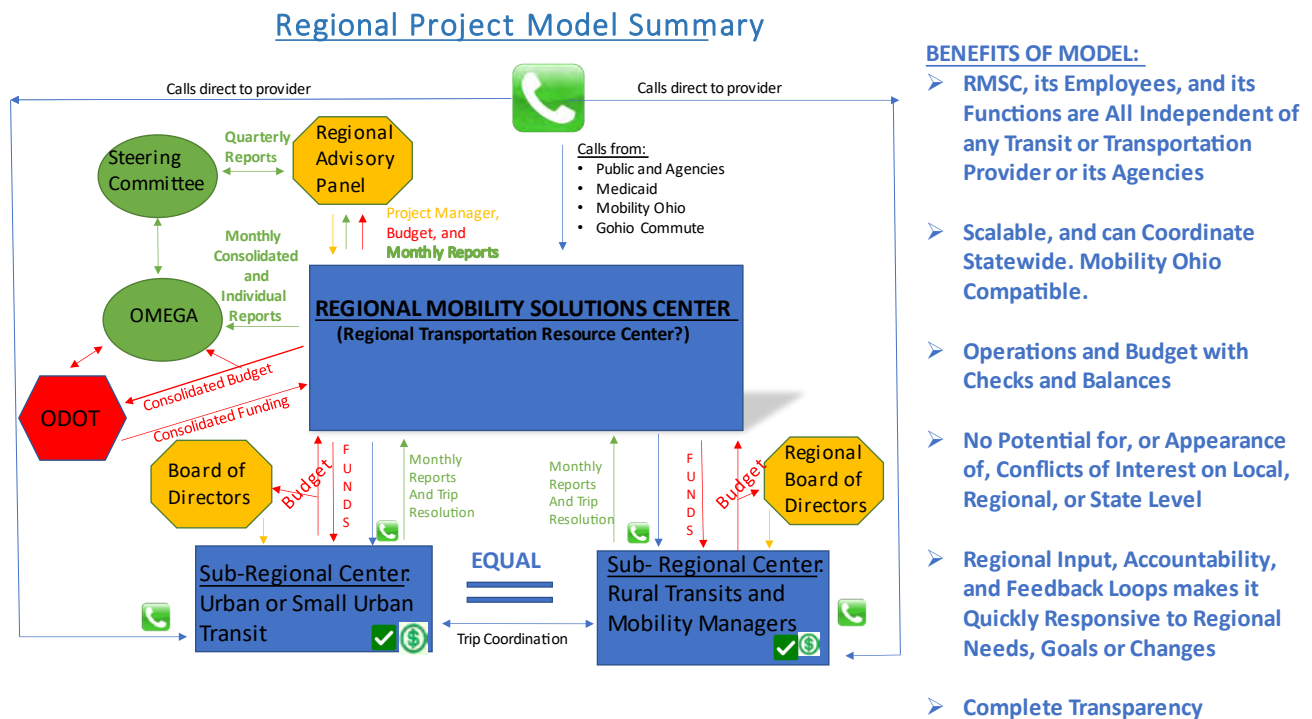 Regional Project Model Summary
Calls direct to provider
Calls direct to provider
Quarterly
Reports
Regional
Advisory
Panel
Steering
Committee
Calls from:
• Public and Agencies
• Medicaid
• Mobility Ohio
• Gohio Commute
Project Manager,
Budget, and
Monthly Reports
Monthly
Consolidated
and
Individual
Reports
OMEGA
REGIONAL MOBILITY SOLUTIONS CENTER
(Regional Transportation Resource Center?)
ODOT
Consolidated Budget
Consolidated Funding
Board of
Directors
Budget
FUNDS
Monthly
Reports
And Trip
Resolution
Monthly
Reports
And Trip
Resolution
FUNDS
Budget
Regional
Board of
Directors
Sub-Regional Center:
Urban or Small Urban
Transit
EQUAL
Trip Coordination
Sub- Regional Center:
Rural Transits and
Mobility Managers
BENEFITS OF MODEL:
➢ RMSC, its Employees, and its
Functions are All Independent of
any Transit or Transportation
Provider or its Agencies
➢ Scalable, and can Coordinate
Statewide. Mobility Ohio
Compatible.
➢ Operations and Budget with
Checks and Balances
➢ No Potential for, or Appearance
of, Conflicts of Interest on Local,
Regional, or State Level
➢ Regional Input, Accountability,
and Feedback Loops makes it
Quickly Responsive to Regional
Needs, Goals or Changes
➢ Complete Transparency